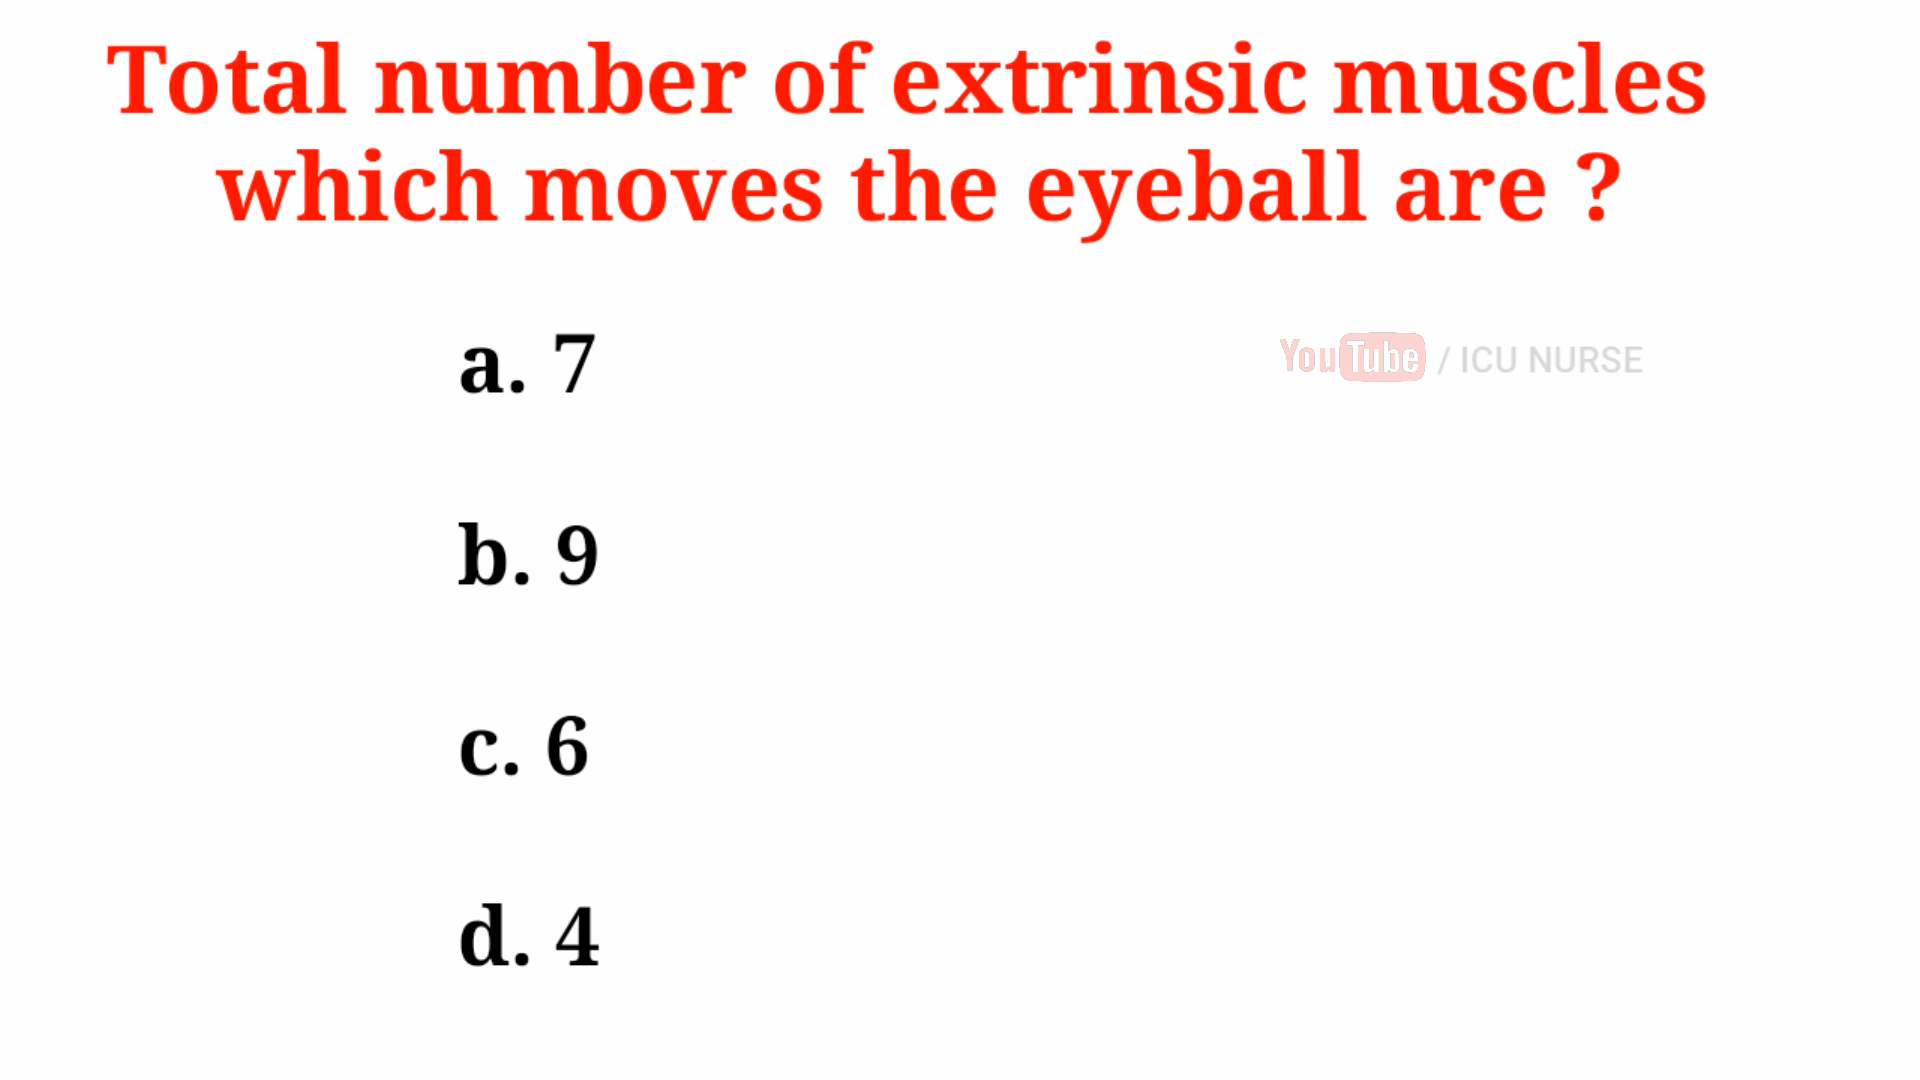 Total number of extrinsic muscles
which moves the eyeball are ?
a. 7
YouTube / ICU NURSE
b. 9
c. 6
d. 4